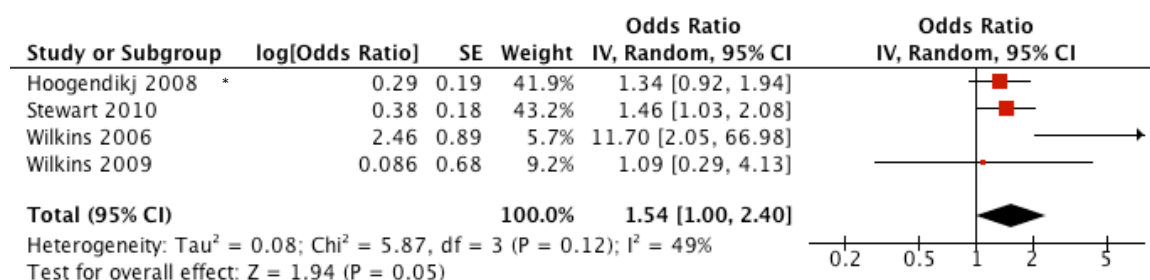 Odds Ratio Odds Ratio
Study or Subgroup log[Odds Ratio] SE Weight IV, Random, 95% CI IV, Random, 95% CI
Hoogendikj 2008 * 0.29 0.19 41.9% 1.34 [0.92, 1.94]
Stewart 2010 0.38 0.18 43.2% 1.46 [1.03, 2.08]
Wilkins 2006 2.46 0.89 5.7% 11.70 [2.05, 66.98]
Wilkins 2009 0.086 0.68 9.2% 1.09 [0.29, 4.13]
Total (95% CI) 100.0% 1.54 [1.00, 2.40]
Heterogeneity: Tau² = 0.08; Chi² = 5.87, df = 3 (P = 0.12); I² = 49%
0.2 0.5 1 2 5
Test for overall effect: Z = 1.94 (P = 0.05)